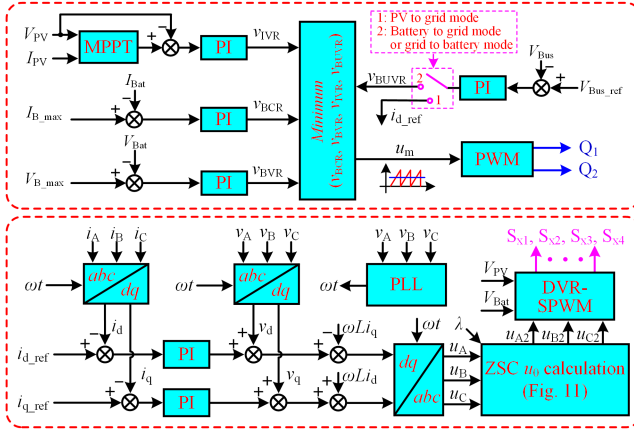 1: PV to grid mode
2: Battery to grid mode
or grid to battery mode
V_PV
I_PV
MPPT
PI
v_IVR
I_Bat
I_B_max
PI
v_BCR
V_Bat
V_B_max
PI
v_BVR
Minimum
(v_BCR, v_BVR, v_IVR, v_BUVR)
v_BUVR
2
1
i_d_ref
PI
V_Bus
V_Bus_ref
u_m
PWM
Q_1
Q_2
i_A i_B i_C
ωt
abc
dq
i_d
i_q
v_A v_B v_C
ωt
abc
dq
v_d
v_q
v_A v_B v_C
ωt
PLL
S_x1, S_x2, S_x3, S_x4
V_PV
V_Bat
DVR-
SPWM
u_A2 u_B2 u_C2
i_d_ref
PI
ωLi_q
i_q_ref
PI
ωLi_d
ωt
dq
abc
λ
u_A
u_B
u_C
ZSC u_0 calculation
(Fig. 11)